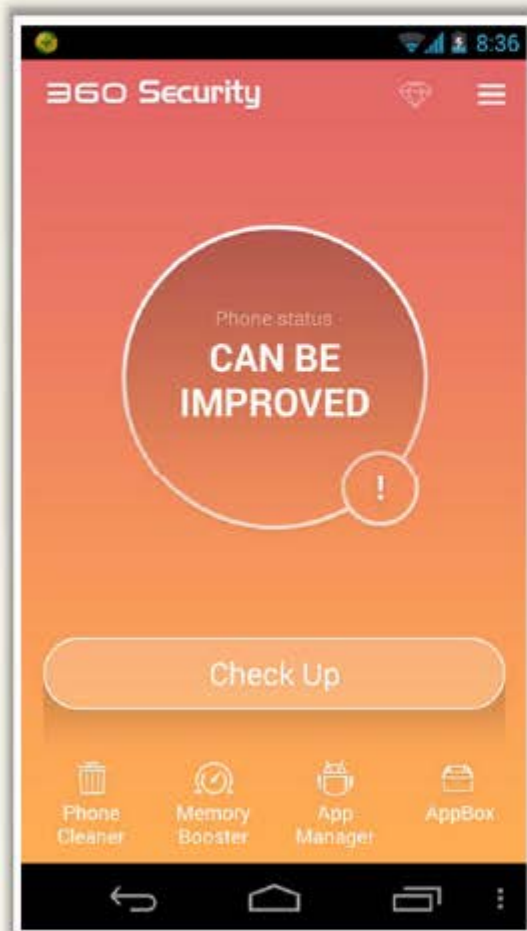 8:36
360 Security
Phone status
CAN BE
IMPROVED
!
Check Up
Phone
Cleaner
Memory
Booster
App
Manager
AppBox